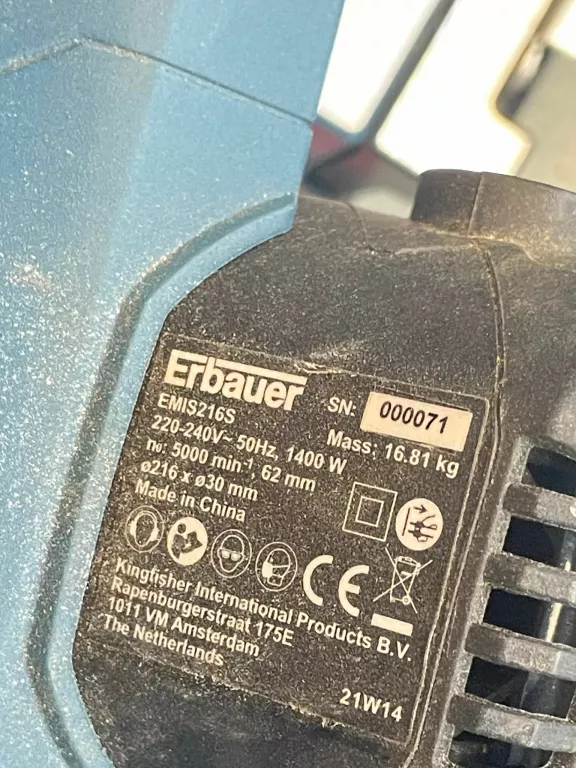 Erbauer
SN: 000071
EMIS216S
Mass: 16.81 kg
220-240V~ 50Hz, 1400 W
n₀: 5000 min⁻¹, 62 mm
ø216 x ø30 mm
Made in China
CE
Kingfisher International Products B.V.
Rapenburgerstraat 175E
1011 VM Amsterdam
The Netherlands
21W14